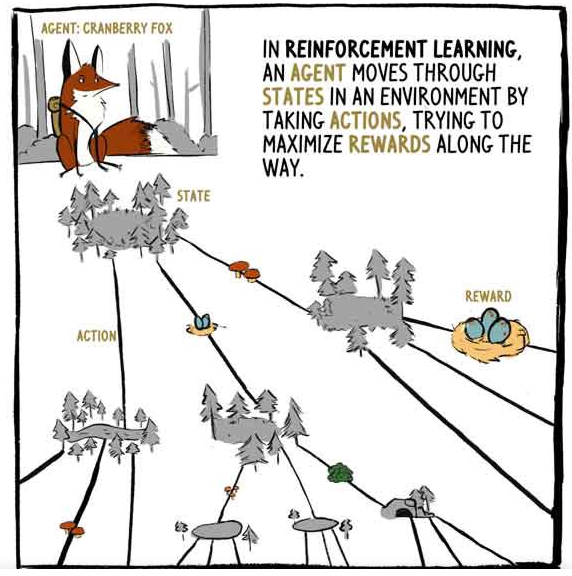 AGENT: CRANBERRY FOX
IN REINFORCEMENT LEARNING,
AN AGENT MOVES THROUGH
STATES IN AN ENVIRONMENT BY
TAKING ACTIONS, TRYING TO
MAXIMIZE REWARDS ALONG THE
WAY.
STATE
REWARD
ACTION